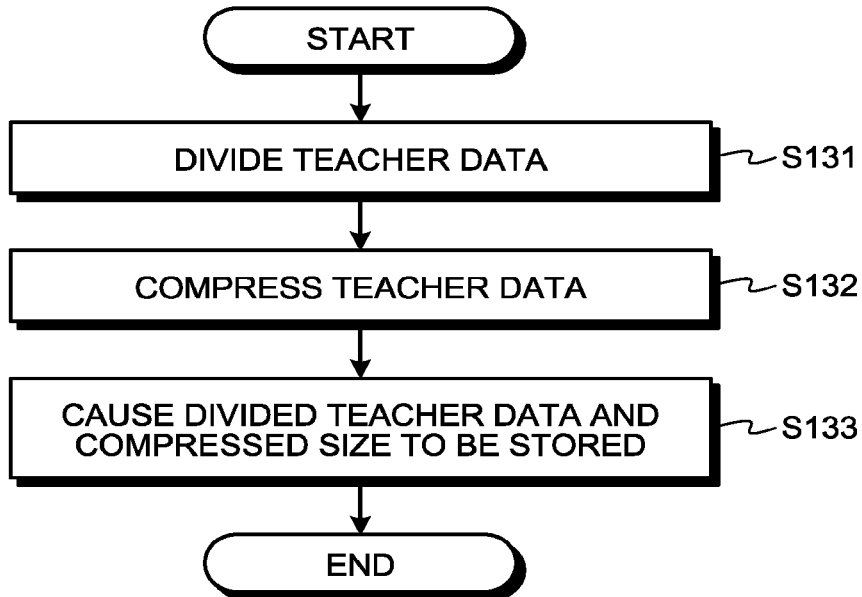 START
DIVIDE TEACHER DATA
S131
COMPRESS TEACHER DATA
S132
CAUSE DIVIDED TEACHER DATA AND
COMPRESSED SIZE TO BE STORED
S133
END